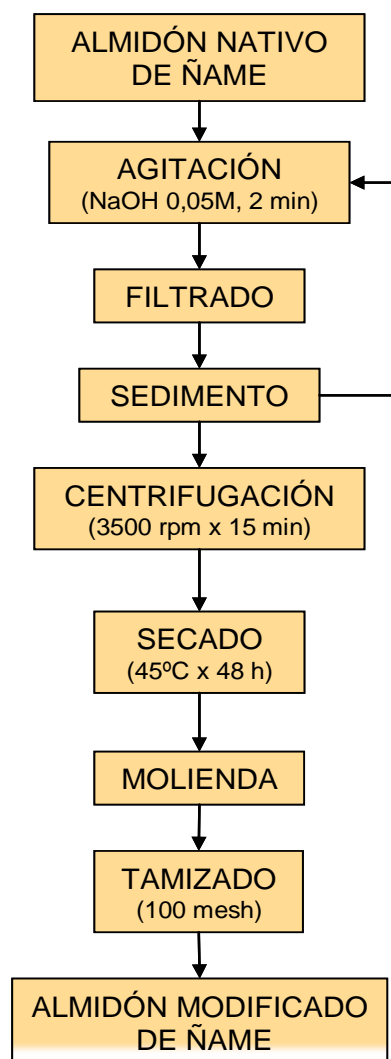 ALMIDÓN NATIVO
DE ÑAME
AGITACIÓN
(NaOH 0,05M, 2 min)
FILTRADO
SEDIMENTO
CENTRIFUGACIÓN
(3500 rpm x 15 min)
SECADO
(45ºC x 48 h)
MOLIENDA
TAMIZADO
(100 mesh)
ALMIDÓN MODIFICADO
DE ÑAME